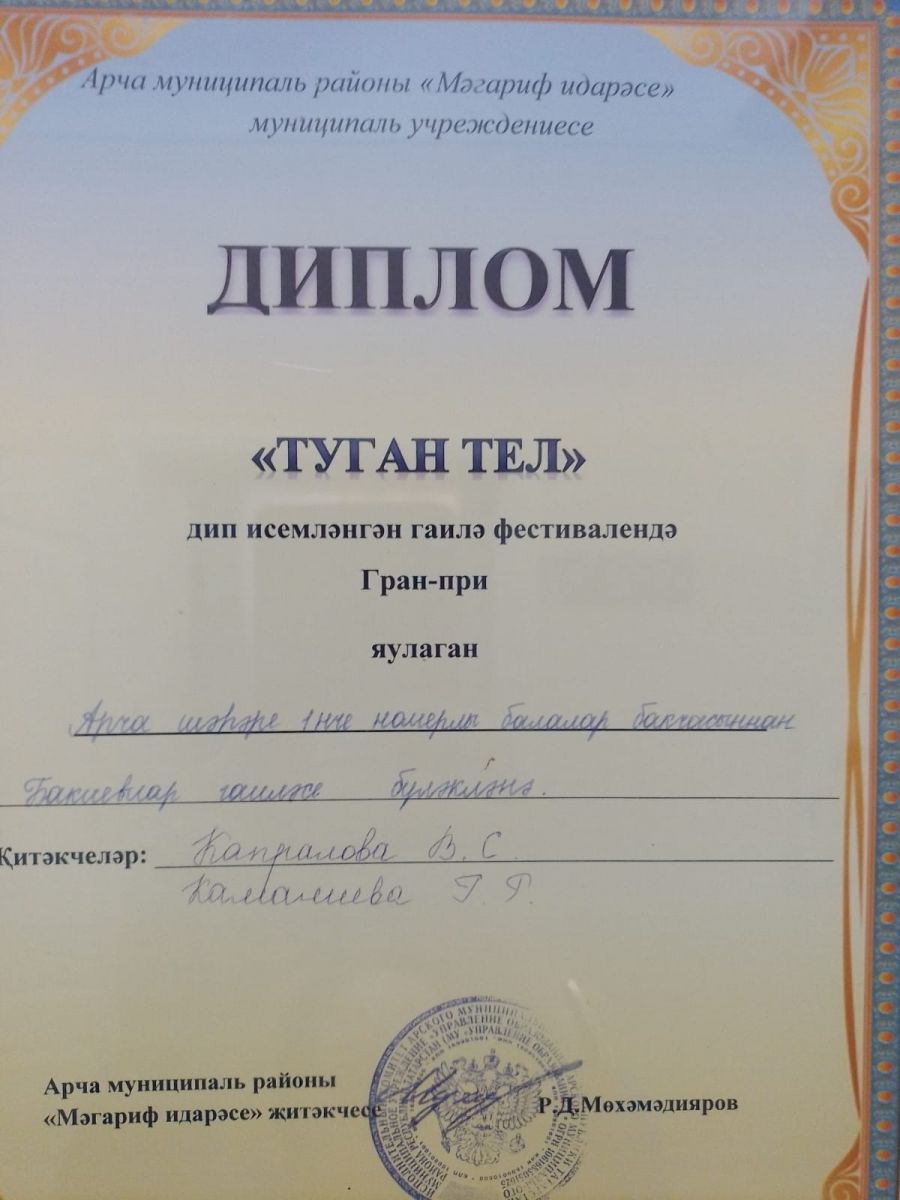 Арча муниципаль районы «Мәгариф идарәсе»
муниципаль учреждениесе
ДИПЛОМ
«ТУГАН ТЕЛ»
дип исемләнгән гаилә фестивалендә
Гран-при
яулаган
Арча шәһәре 1нче номерлы балалар бакчасыннан
Бакиевлар гаиләсе бүләкләнә.
Җитәкчеләр: Капралова В.С.
Камалиева Г.Г.
Арча муниципаль районы
«Мәгариф идарәсе» җитәкчесе Р.Д.Мөхәмәдияров